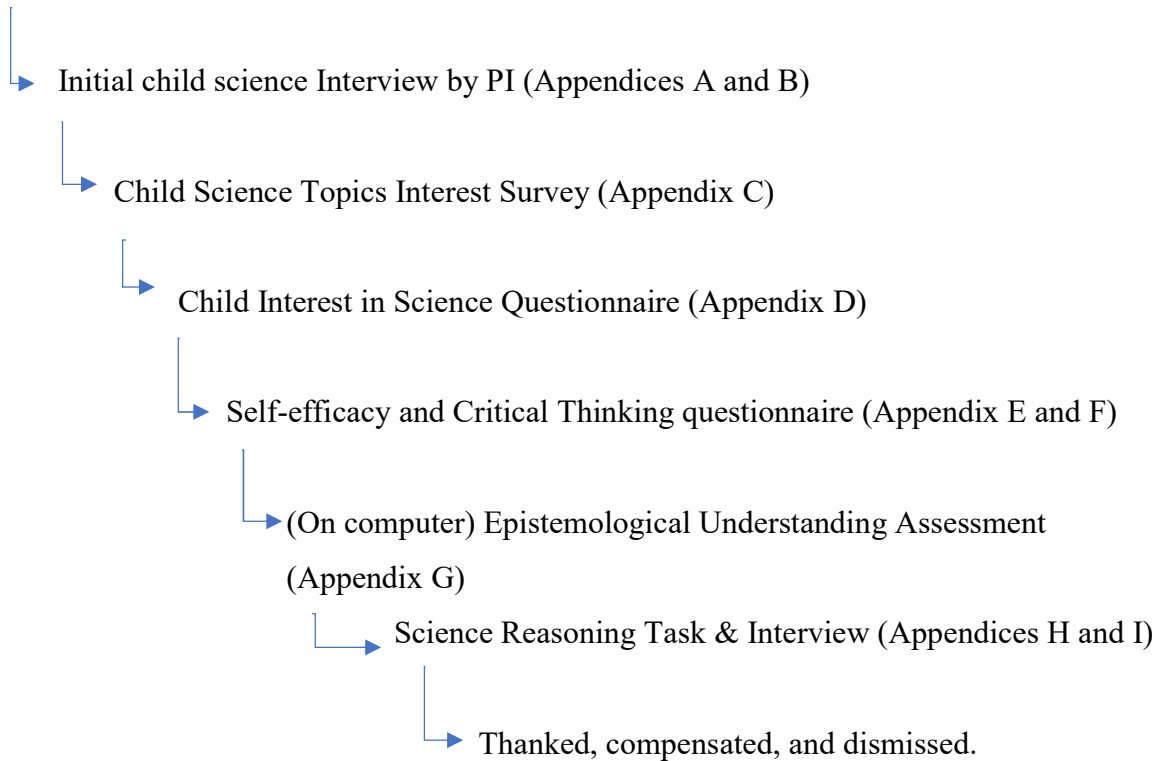 Initial child science Interview by PI (Appendices A and B)
Child Science Topics Interest Survey (Appendix C)
Child Interest in Science Questionnaire (Appendix D)
Self-efficacy and Critical Thinking questionnaire (Appendix E and F)
(On computer) Epistemological Understanding Assessment
(Appendix G)
Science Reasoning Task & Interview (Appendices H and I)
Thanked, compensated, and dismissed.